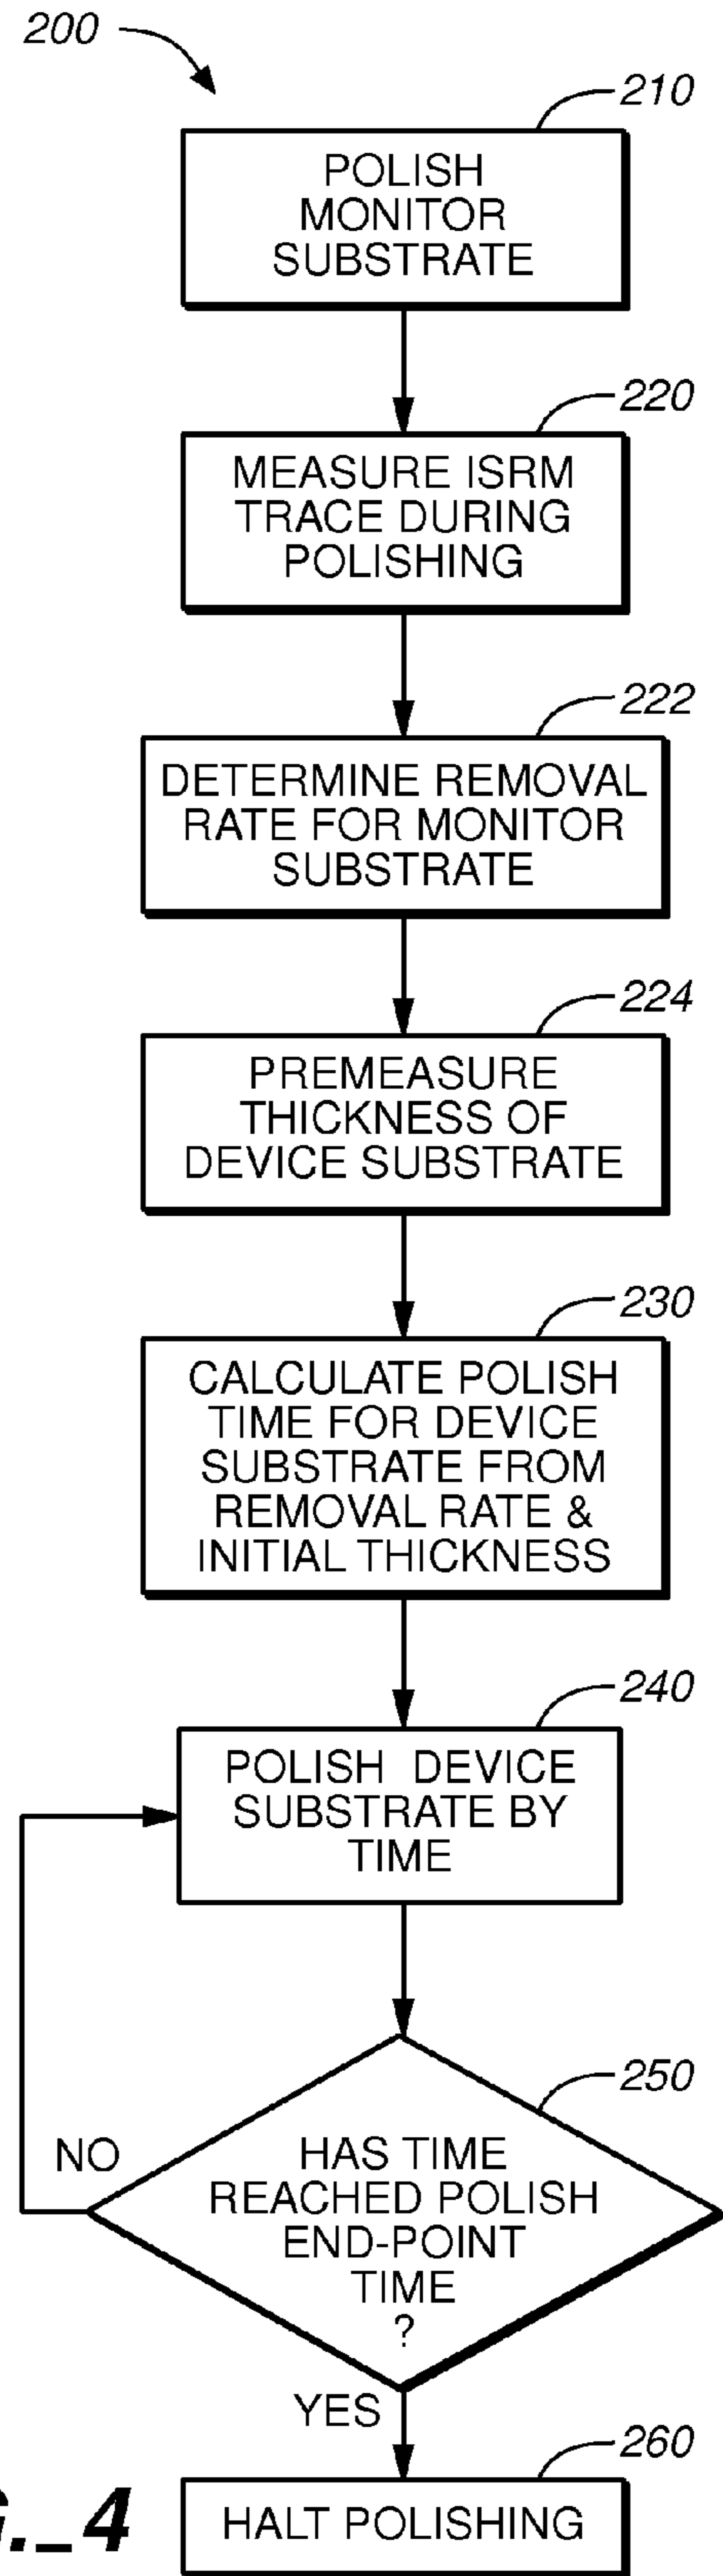 200
210
POLISH
MONITOR
SUBSTRATE
220
MEASURE ISRM
TRACE DURING
POLISHING
222
DETERMINE REMOVAL
RATE FOR MONITOR
SUBSTRATE
224
PREMEASURE
THICKNESS OF
DEVICE SUBSTRATE
230
CALCULATE POLISH
TIME FOR DEVICE
SUBSTRATE FROM
REMOVAL RATE &
INITIAL THICKNESS
240
POLISH DEVICE
SUBSTRATE BY
TIME
250
NO
HAS TIME
REACHED POLISH
END-POINT
TIME
?
YES
260
HALT POLISHING
G._4